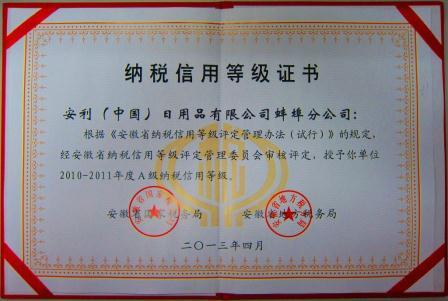 纳税信用等级证书
安利（中国）日用品有限公司蚌埠分公司：
根据《安徽省纳税信用等级评定管理办法（试行）》的规定，
经安徽省纳税信用等级评定管理委员会审核评定，授予你单位
2010-2011年度A级纳税信用等级。
安徽省国家税务局 安徽省地方税务局
二〇一三年四月